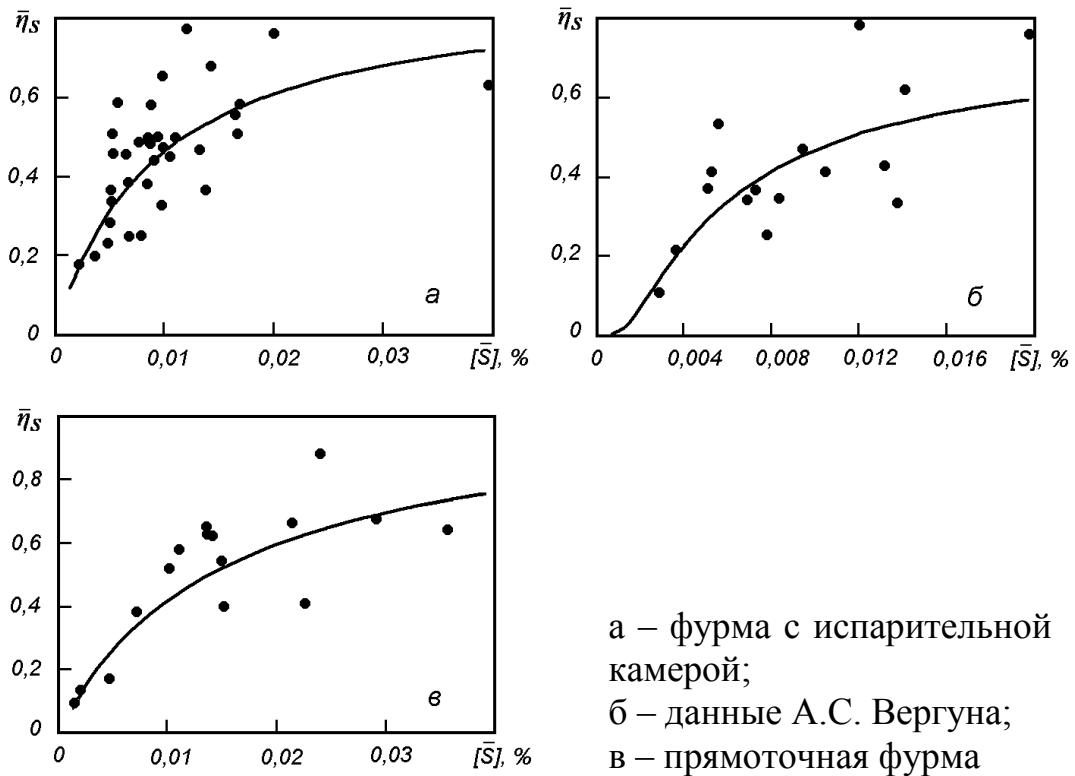 η̄s
0,6
0,4
0,2
0
а
0 0,01 0,02 0,03 [S̄], %
η̄s
0,6
0,4
0,2
0
б
0 0,004 0,008 0,012 0,016 [S̄], %
η̄s
0,8
0,6
0,4
0,2
0
в
0 0,01 0,02 0,03 [S̄], %
а – фурма с испарительной
камерой;
б – данные А.С. Вергуна;
в – прямоточная фурма